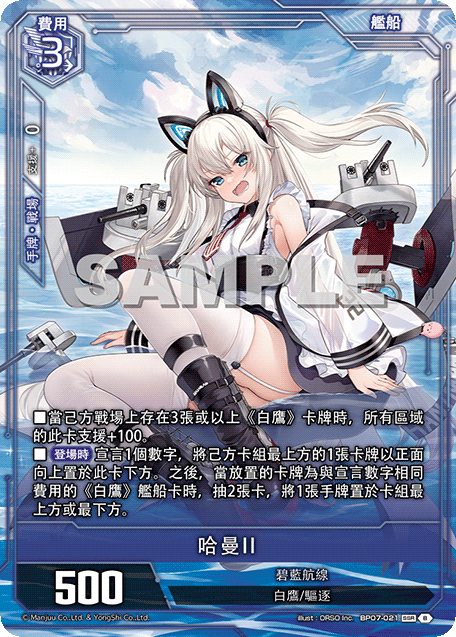 費用
艦船
3
支援+ 0
手牌・戰場
SAMPLE
■當己方戰場上存在3張或以上《白鷹》卡牌時，所有區域
的此卡支援+100。
■ 登場時 宣言1個數字，將己方卡組最上方的1張卡牌以正面
向上置於此卡下方。之後，當放置的卡牌為與宣言數字相同
費用的《白鷹》艦船卡時，抽2張卡，將1張手牌置於卡組最
上方或最下方。
哈曼II
500
碧藍航線
白鷹/驅逐
© Manjuu Co.,Ltd. & YongShi Co.,Ltd.
illust : ORSO Inc.
BP07-021 SSR B